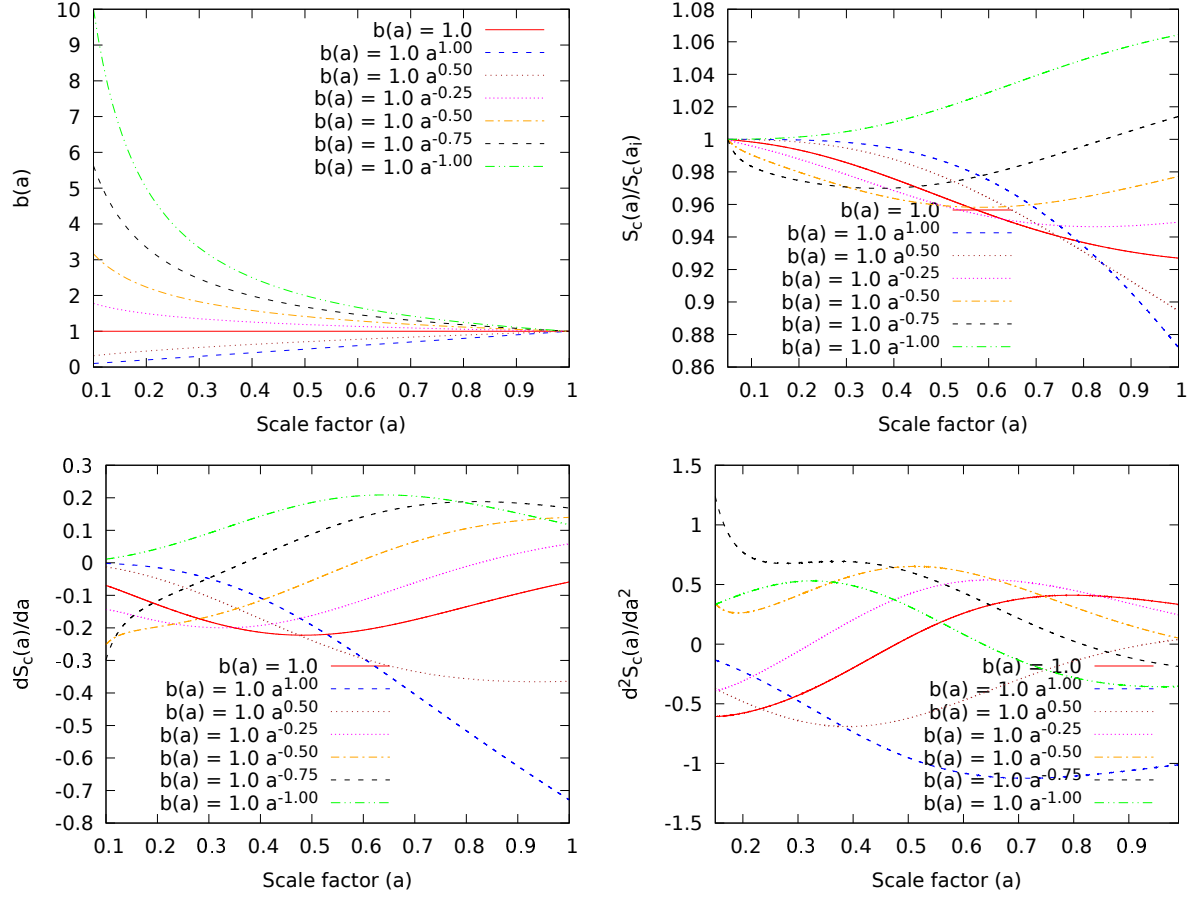 10
9
8
7
6
5
4
3
2
1
0
b(a)
b(a) = 1.0
b(a) = 1.0 a^1.00
b(a) = 1.0 a^0.50
b(a) = 1.0 a^-0.25
b(a) = 1.0 a^-0.50
b(a) = 1.0 a^-0.75
b(a) = 1.0 a^-1.00
0.1 0.2 0.3 0.4 0.5 0.6 0.7 0.8 0.9 1
Scale factor (a)
1.08
1.06
1.04
1.02
1
0.98
0.96
0.94
0.92
0.9
0.88
0.86
S_c(a)/S_c(a_i)
b(a) = 1.0
b(a) = 1.0 a^1.00
b(a) = 1.0 a^0.50
b(a) = 1.0 a^-0.25
b(a) = 1.0 a^-0.50
b(a) = 1.0 a^-0.75
b(a) = 1.0 a^-1.00
0.1 0.2 0.3 0.4 0.5 0.6 0.7 0.8 0.9 1
Scale factor (a)
0.3
0.2
0.1
0
-0.1
-0.2
-0.3
-0.4
-0.5
-0.6
-0.7
-0.8
dS_c(a)/da
b(a) = 1.0
b(a) = 1.0 a^1.00
b(a) = 1.0 a^0.50
b(a) = 1.0 a^-0.25
b(a) = 1.0 a^-0.50
b(a) = 1.0 a^-0.75
b(a) = 1.0 a^-1.00
0.1 0.2 0.3 0.4 0.5 0.6 0.7 0.8 0.9 1
Scale factor (a)
1.5
1
0.5
0
-0.5
-1
-1.5
d^2S_c(a)/da^2
b(a) = 1.0
b(a) = 1.0 a^1.00
b(a) = 1.0 a^0.50
b(a) = 1.0 a^-0.25
b(a) = 1.0 a^-0.50
b(a) = 1.0 a^-0.75
b(a) = 1.0 a^-1.00
0.2 0.3 0.4 0.5 0.6 0.7 0.8 0.9
Scale factor (a)